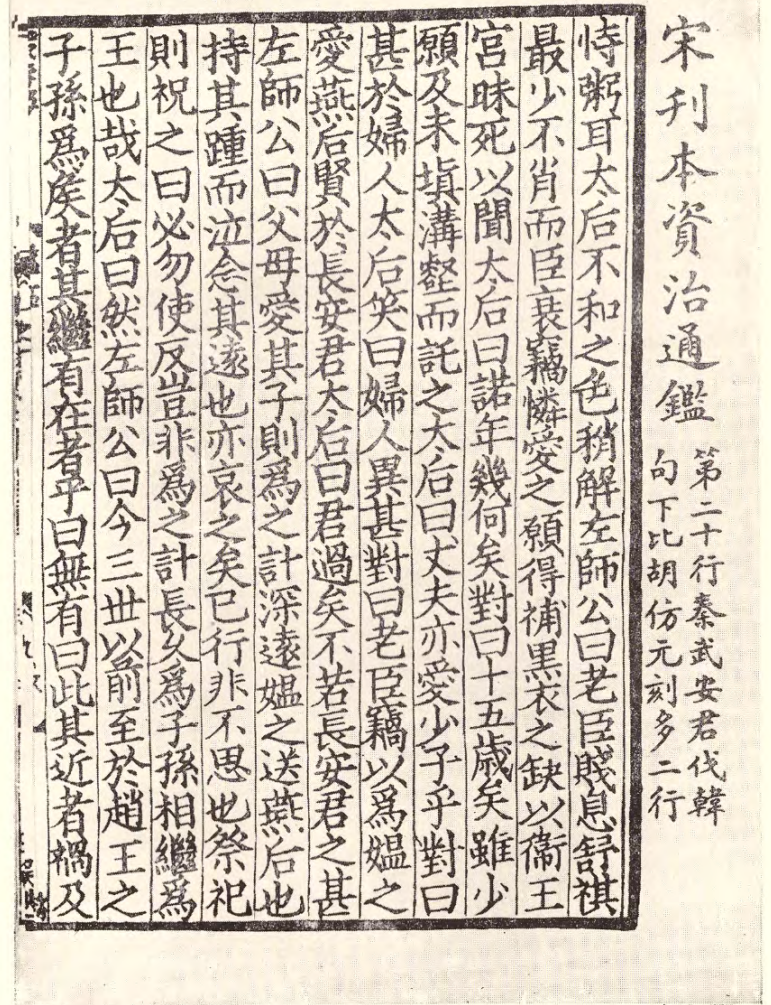 宋刊本資治通鑑
第二十行秦武安君伐韓
句下比胡仿元刻多二行
恃粥耳太后不和之色稍解左師公曰老臣賤息舒祺
最少不肖而臣衰竊憐愛之願得補黑衣之缺以衞王
宮昧死以聞太后曰諾年幾何矣對曰十五歲矣雖少
願及未塡溝壑而託之太后曰丈夫亦愛少子乎對曰
甚於婦人太后笑曰婦人異甚對曰老臣竊以爲媼之
愛燕后賢於長安君太后曰君過矣不若長安君之甚
左師公曰父母愛其子則爲之計深遠媼之送燕后也
持其踵而泣念其遠也亦哀之矣已行非不思也祭祀
則祝之曰必勿使反豈非爲之計長久爲子孫相繼爲
王也哉太后曰然左師公曰今三世以前至於趙王之
子孫爲侯者其繼有在者乎曰無有曰此其近者禍及